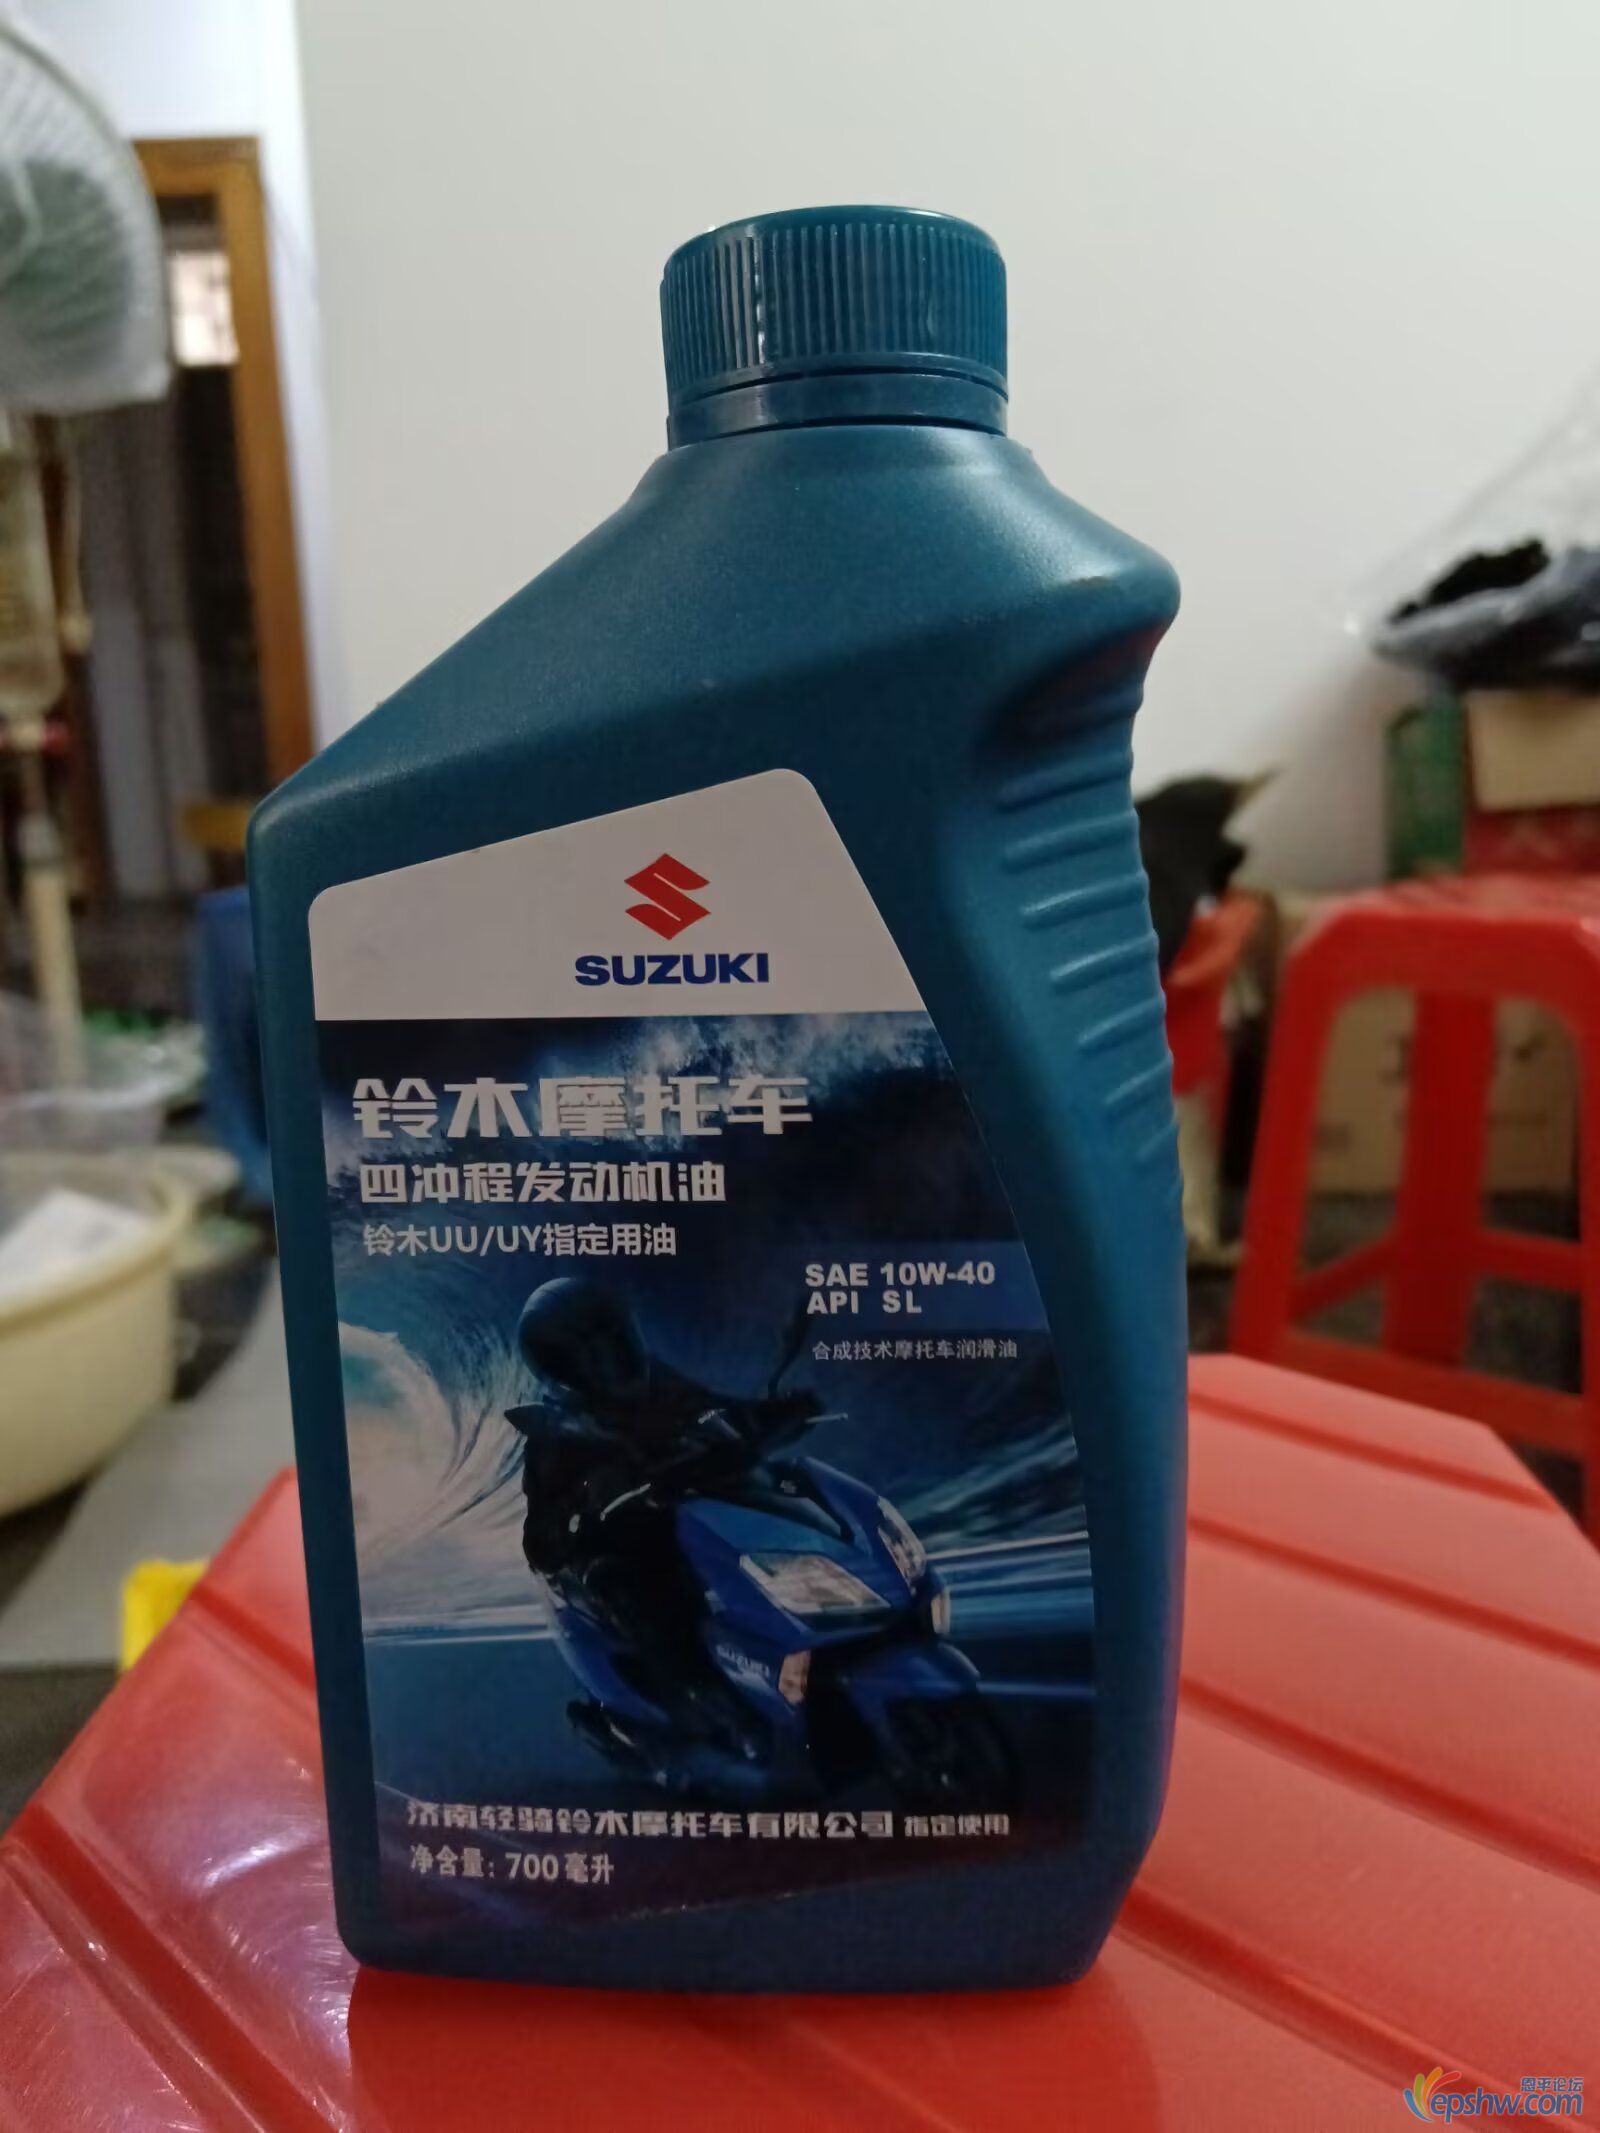 SUZUKI
铃木摩托车
四冲程发动机油
铃木UU/UY指定用油
SAE 10W-40
API SL
合成技术摩托车润滑油
SUZUKI
济南轻骑铃木摩托车有限公司 指定使用
净含量：700毫升
恩平论坛
epshw.com